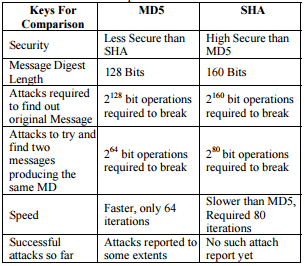 Keys For MD5 SHA
Comparison
Security Less Secure than High Secure than
SHA MD5
Message Digest 128 Bits 160 Bits
Length
Attacks required 2^128 bit operations 2^160 bit operations
to find out required to break required to break
original Message
Attacks to try and
find two 2^64 bit operations 2^80 bit operations
messages required to break required to break
producing the
same MD
Speed Faster, only 64 Slower than MD5,
iterations Required 80
iterations
Successful Attacks reported to No such attach
attacks so far some extents report yet